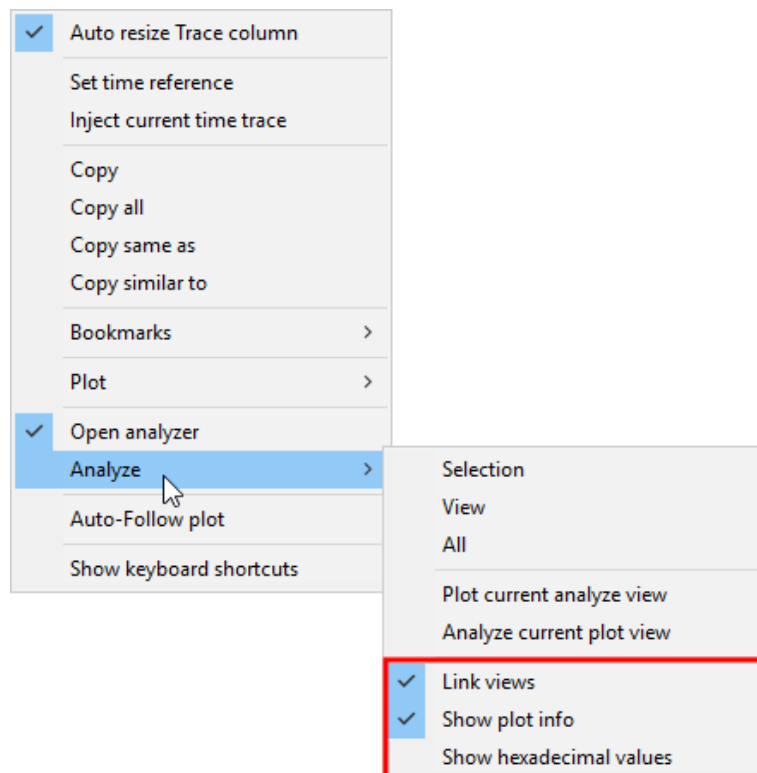 Auto resize Trace column
Set time reference
Inject current time trace
Copy
Copy all
Copy same as
Copy similar to
Bookmarks
Plot
Open analyzer
Analyze
Auto-Follow plot
Show keyboard shortcuts
Selection
View
All
Plot current analyze view
Analyze current plot view
Link views
Show plot info
Show hexadecimal values